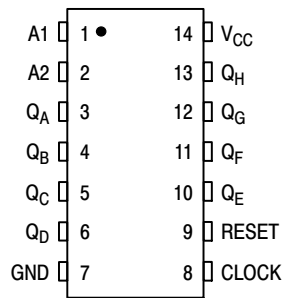 A1 1 14 VCC
A2 2 13 QH
QA 3 12 QG
QB 4 11 QF
QC 5 10 QE
QD 6 9 RESET
GND 7 8 CLOCK